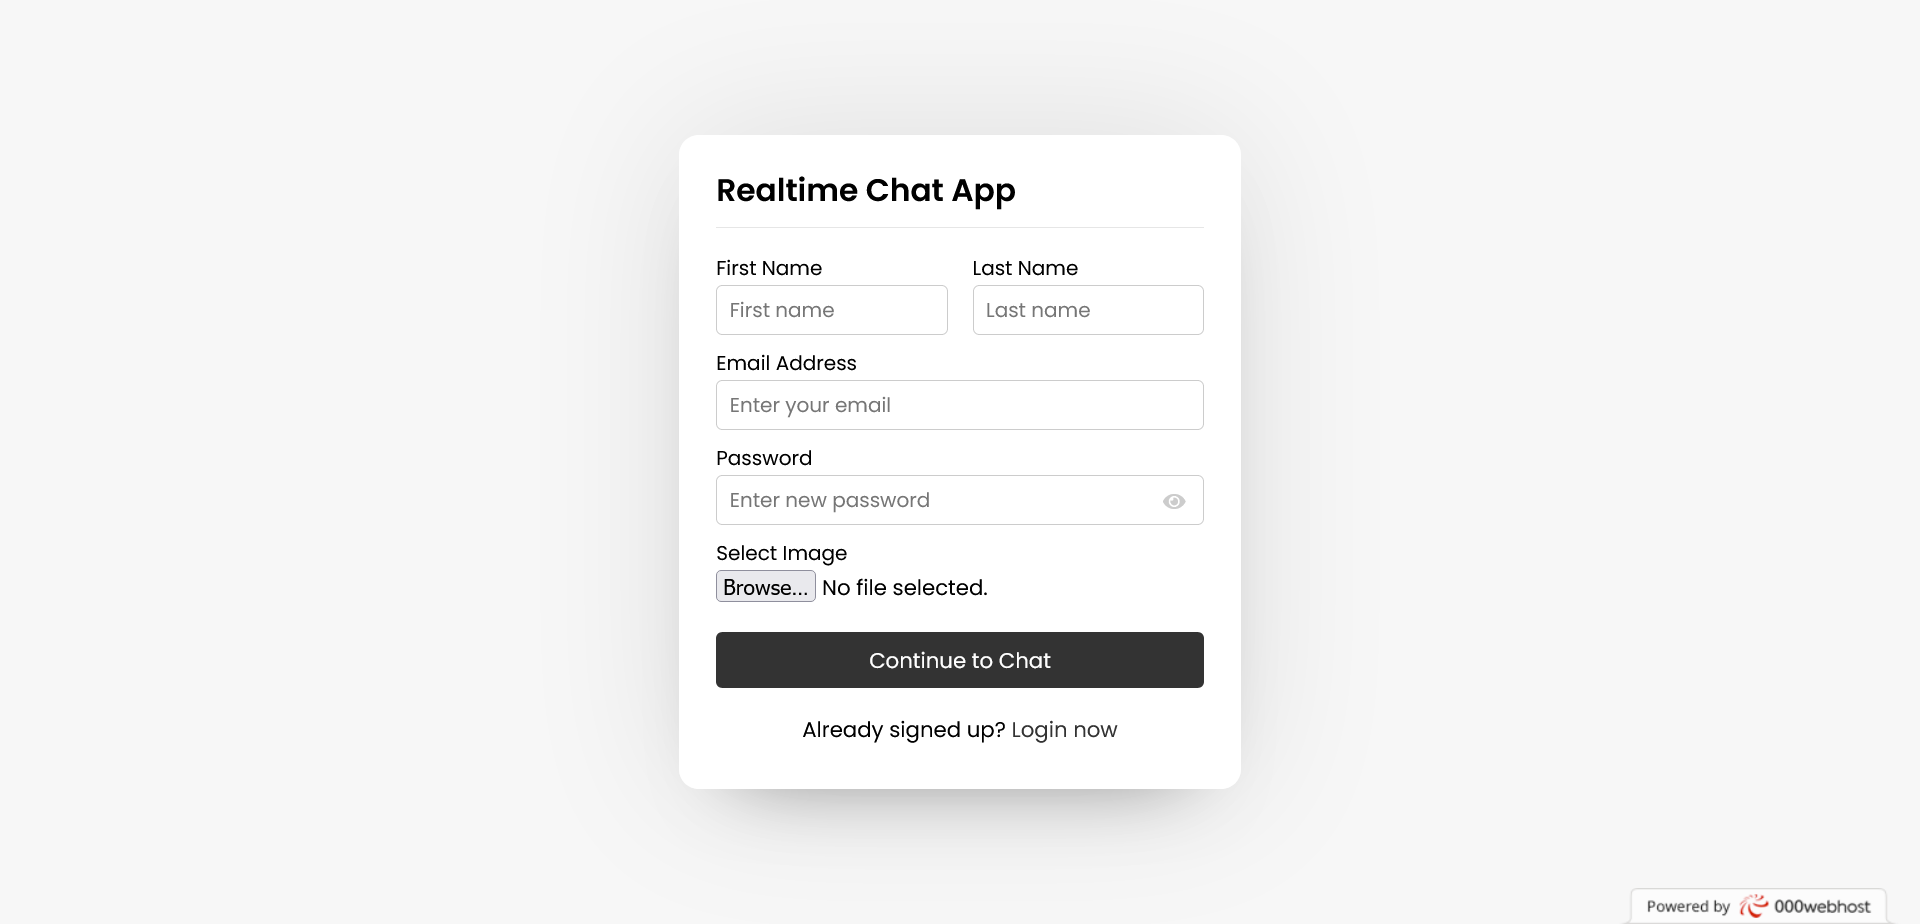 Realtime Chat App
First Name Last Name
First name Last name
Email Address
Enter your email
Password
Enter new password
Select Image
Browse... No file selected.
Continue to Chat
Already signed up? Login now
Powered by 000webhost